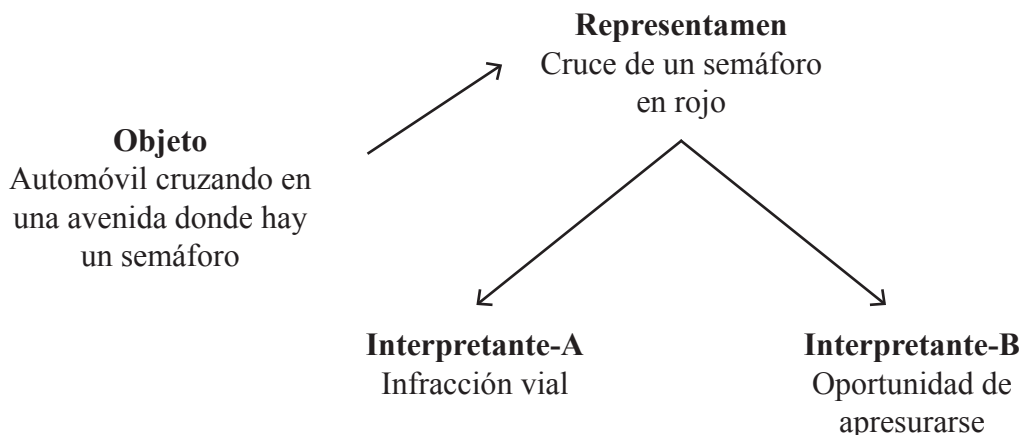 Representamen
Cruce de un semáforo
en rojo
Objeto
Automóvil cruzando en
una avenida donde hay
un semáforo
Interpretante-A
Infracción vial
Interpretante-B
Oportunidad de
apresurarse